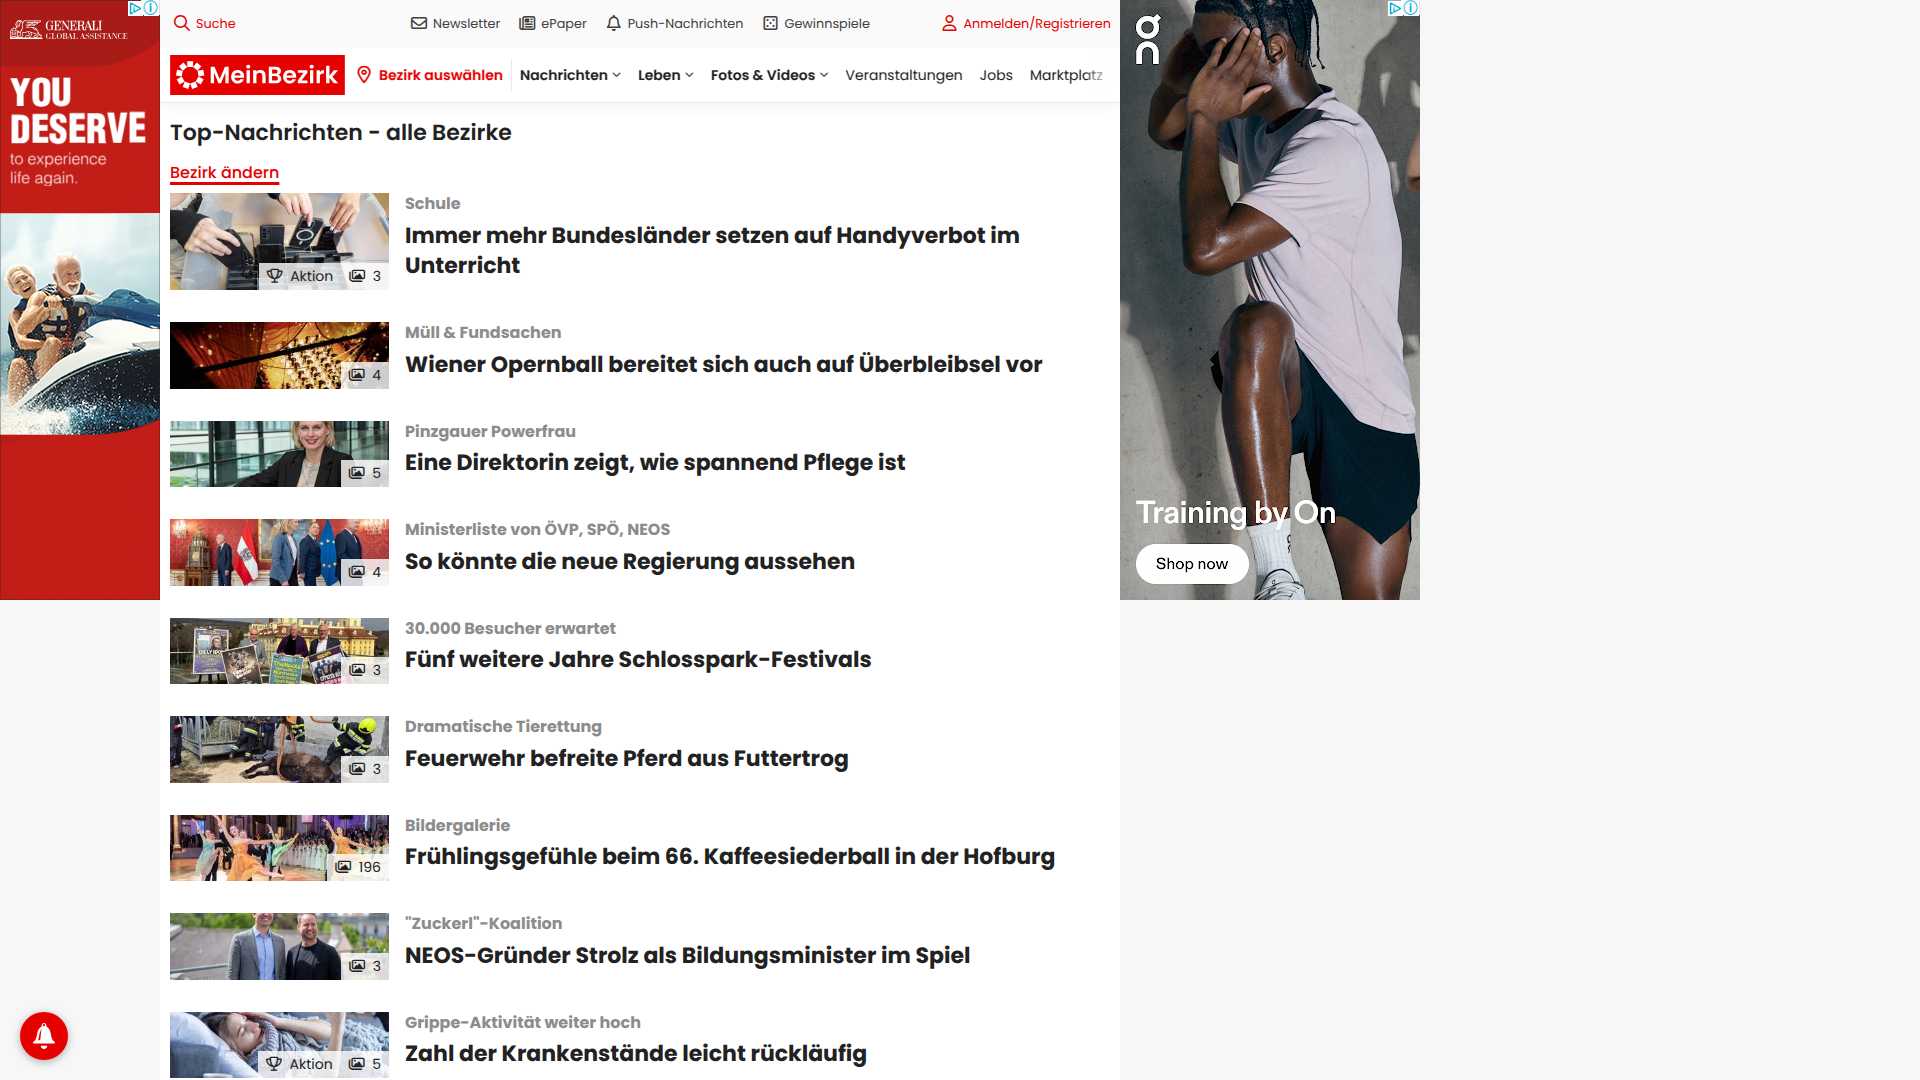 GENERALI
GLOBAL ASSISTANCE
YOU
DESERVE
to experience
life again.
Suche
Newsletter
ePaper
Push-Nachrichten
Gewinnspiele
Anmelden/Registrieren
MeinBezirk
Bezirk auswählen
Nachrichten
Leben
Fotos & Videos
Veranstaltungen
Jobs
Marktplatz
Top-Nachrichten - alle Bezirke
Bezirk ändern
Aktion 3
Schule
Immer mehr Bundesländer setzen auf Handyverbot im
Unterricht
4
Müll & Fundsachen
Wiener Opernball bereitet sich auch auf Überbleibsel vor
5
Pinzgauer Powerfrau
Eine Direktorin zeigt, wie spannend Pflege ist
4
Ministerliste von ÖVP, SPÖ, NEOS
So könnte die neue Regierung aussehen
3
30.000 Besucher erwartet
Fünf weitere Jahre Schlosspark-Festivals
3
Dramatische Tierettung
Feuerwehr befreite Pferd aus Futtertrog
196
Bildergalerie
Frühlingsgefühle beim 66. Kaffeesiederball in der Hofburg
3
"Zuckerl"-Koalition
NEOS-Gründer Strolz als Bildungsminister im Spiel
Aktion 5
Grippe-Aktivität weiter hoch
Zahl der Krankenstände leicht rückläufig
On
Training by On
Shop now